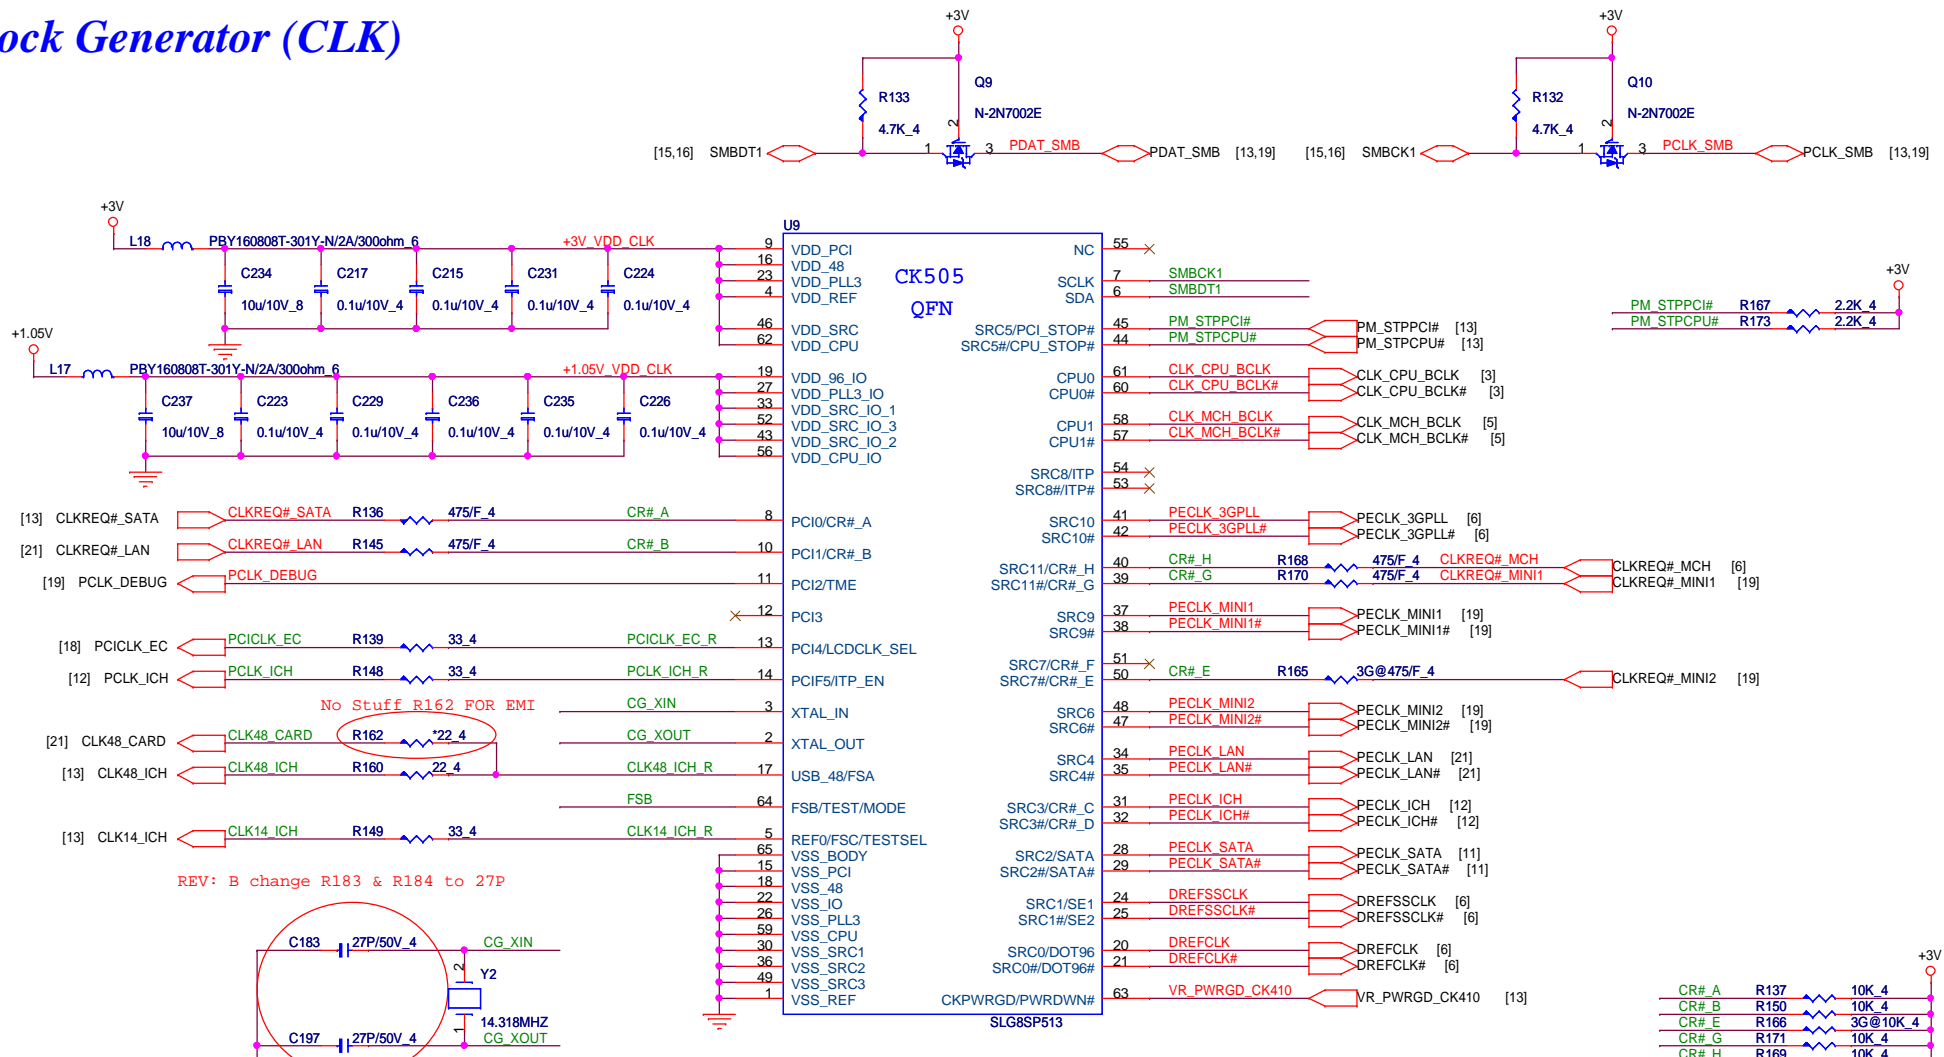 ock Generator (CLK)
+3V
R133
4.7K_4
Q9
N-2N7002E
2
[15,16] SMBDT1
1
3
PDAT_SMB
PDAT_SMB [13,19]
+3V
R132
4.7K_4
Q10
N-2N7002E
2
[15,16] SMBCK1
1
3
PCLK_SMB
PCLK_SMB [13,19]
+3V
L18
PBY160808T-301Y-N/2A/300ohm_6
+3V_VDD_CLK
C234
10u/10V_8
C217
0.1u/10V_4
C215
0.1u/10V_4
C231
0.1u/10V_4
C224
0.1u/10V_4
+1.05V
L17
PBY160808T-301Y-N/2A/300ohm_6
+1.05V_VDD_CLK
C237
10u/10V_8
C223
0.1u/10V_4
C229
0.1u/10V_4
C236
0.1u/10V_4
C235
0.1u/10V_4
C226
0.1u/10V_4
U9
CK505
QFN
9 VDD_PCI
16 VDD_48
23 VDD_PLL3
4 VDD_REF
46 VDD_SRC
62 VDD_CPU
19 VDD_96_IO
27 VDD_PLL3_IO
33 VDD_SRC_IO_1
52 VDD_SRC_IO_3
43 VDD_SRC_IO_2
56 VDD_CPU_IO
[13] CLKREQ#_SATA CLKREQ#_SATA R136 475/F_4 CR#_A 8 PCI0/CR#_A
[21] CLKREQ#_LAN CLKREQ#_LAN R145 475/F_4 CR#_B 10 PCI1/CR#_B
[19] PCLK_DEBUG PCLK_DEBUG 11 PCI2/TME
12 PCI3
[18] PCICLK_EC PCICLK_EC R139 33_4 PCICLK_EC_R 13 PCI4/LCDCLK_SEL
[12] PCLK_ICH PCLK_ICH R148 33_4 PCLK_ICH_R 14 PCIF5/ITP_EN
No Stuff R162 FOR EMI
CG_XIN 3 XTAL_IN
[21] CLK48_CARD CLK48_CARD R162 *22_4
CG_XOUT 2 XTAL_OUT
[13] CLK48_ICH CLK48_ICH R160 22_4 CLK48_ICH_R 17 USB_48/FSA
FSB 64 FSB/TEST/MODE
[13] CLK14_ICH CLK14_ICH R149 33_4 CLK14_ICH_R 5 REF0/FSC/TESTSEL
65 VSS_BODY
15 VSS_PCI
18 VSS_48
22 VSS_IO
26 VSS_PLL3
59 VSS_CPU
30 VSS_SRC1
36 VSS_SRC2
49 VSS_SRC3
1 VSS_REF
SLG8SP513
NC 55
SCLK 7 SMBCK1
SDA 6 SMBDT1
SRC5/PCI_STOP# 45 PM_STPPCI# PM_STPPCI# [13]
SRC5#/CPU_STOP# 44 PM_STPCPU# PM_STPCPU# [13]
CPU0 61 CLK_CPU_BCLK CLK_CPU_BCLK [3]
CPU0# 60 CLK_CPU_BCLK# CLK_CPU_BCLK# [3]
CPU1 58 CLK_MCH_BCLK CLK_MCH_BCLK [5]
CPU1# 57 CLK_MCH_BCLK# CLK_MCH_BCLK# [5]
SRC8/ITP 54
SRC8#/ITP# 53
SRC10 41 PECLK_3GPLL PECLK_3GPLL [6]
SRC10# 42 PECLK_3GPLL# PECLK_3GPLL# [6]
SRC11/CR#_H 40 CR#_H R168 475/F_4 CLKREQ#_MCH CLKREQ#_MCH [6]
SRC11#/CR#_G 39 CR#_G R170 475/F_4 CLKREQ#_MINI1 CLKREQ#_MINI1 [19]
SRC9 37 PECLK_MINI1 PECLK_MINI1 [19]
SRC9# 38 PECLK_MINI1# PECLK_MINI1# [19]
SRC7/CR#_F 51
SRC7#/CR#_E 50 CR#_E R165 3G@475/F_4 CLKREQ#_MINI2 [19]
SRC6 48 PECLK_MINI2 PECLK_MINI2 [19]
SRC6# 47 PECLK_MINI2# PECLK_MINI2# [19]
SRC4 34 PECLK_LAN PECLK_LAN [21]
SRC4# 35 PECLK_LAN# PECLK_LAN# [21]
SRC3/CR#_C 31 PECLK_ICH PECLK_ICH [12]
SRC3#/CR#_D 32 PECLK_ICH# PECLK_ICH# [12]
SRC2/SATA 28 PECLK_SATA PECLK_SATA [11]
SRC2#/SATA# 29 PECLK_SATA# PECLK_SATA# [11]
SRC1/SE1 24 DREFSSCLK DREFSSCLK [6]
SRC1#/SE2 25 DREFSSCLK# DREFSSCLK# [6]
SRC0/DOT96 20 DREFCLK DREFCLK [6]
SRC0#/DOT96# 21 DREFCLK# DREFCLK# [6]
CKPWRGD/PWRDWN# 63 VR_PWRGD_CK410 VR_PWRGD_CK410 [13]
+3V
PM_STPPCI# R167 2.2K_4
PM_STPCPU# R173 2.2K_4
REV: B change R183 & R184 to 27P
C183 27P/50V_4 CG_XIN
2
Y2
1
14.318MHZ
C197 27P/50V_4 CG_XOUT
+3V
CR#_A R137 10K_4
CR#_B R150 10K_4
CR#_E R166 3G@10K_4
CR#_G R171 10K_4
CR#_H R169 10K_4